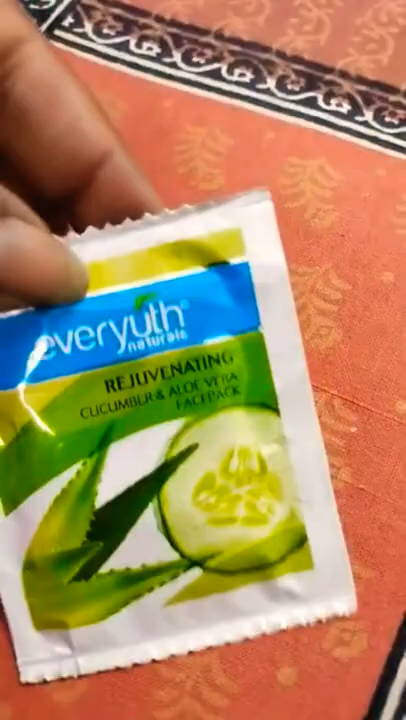 everyuth
naturals
REJUVENATING
CUCUMBER & ALOE VERA
FACEPACK